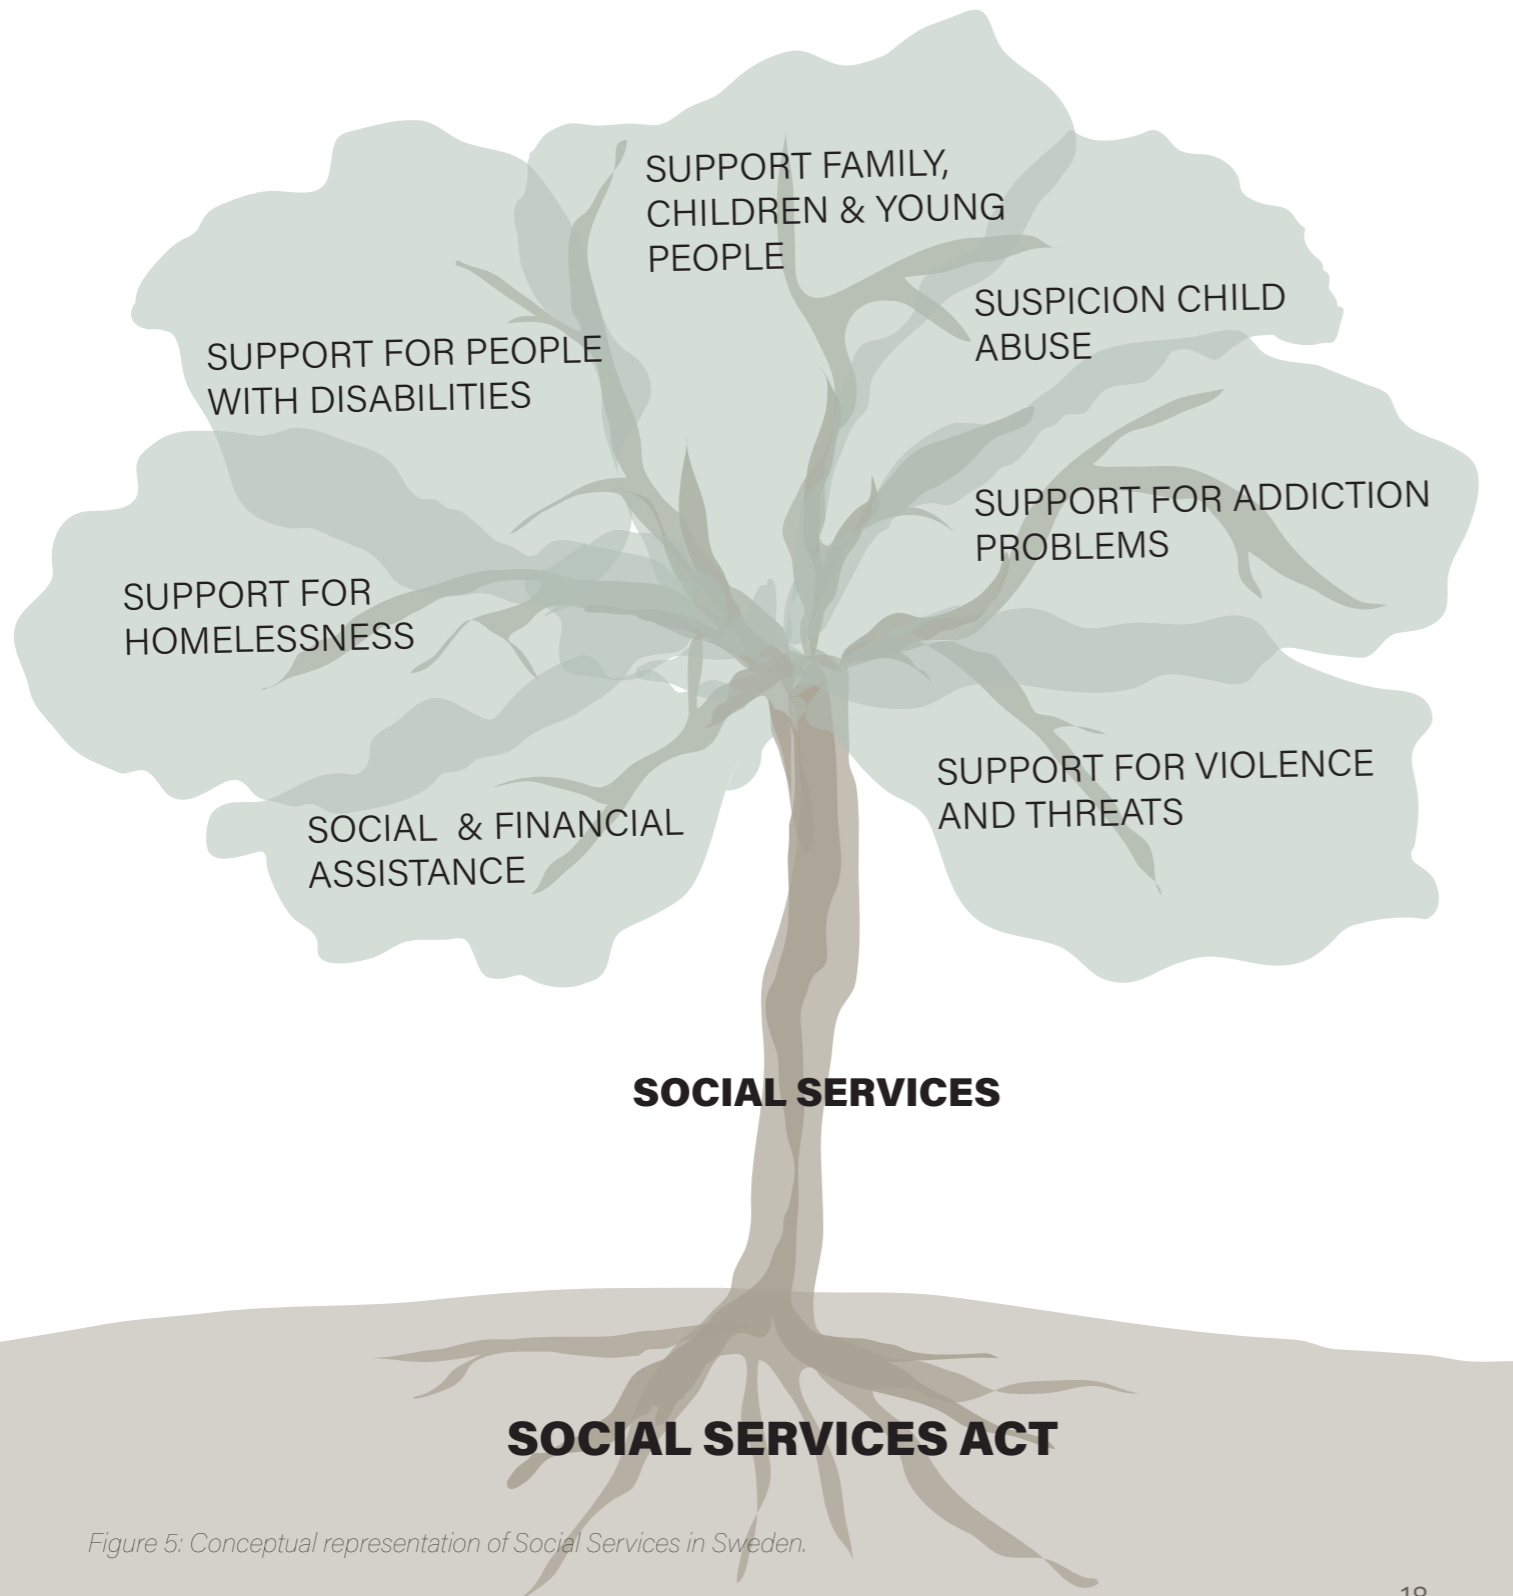 SUPPORT FAMILY,
CHILDREN & YOUNG
PEOPLE
SUSPICION CHILD
ABUSE
SUPPORT FOR PEOPLE
WITH DISABILITIES
SUPPORT FOR ADDICTION
PROBLEMS
SUPPORT FOR
HOMELESSNESS
SUPPORT FOR VIOLENCE
AND THREATS
SOCIAL & FINANCIAL
ASSISTANCE
SOCIAL SERVICES
SOCIAL SERVICES ACT
Figure 5: Conceptual representation of Social Services in Sweden.
18